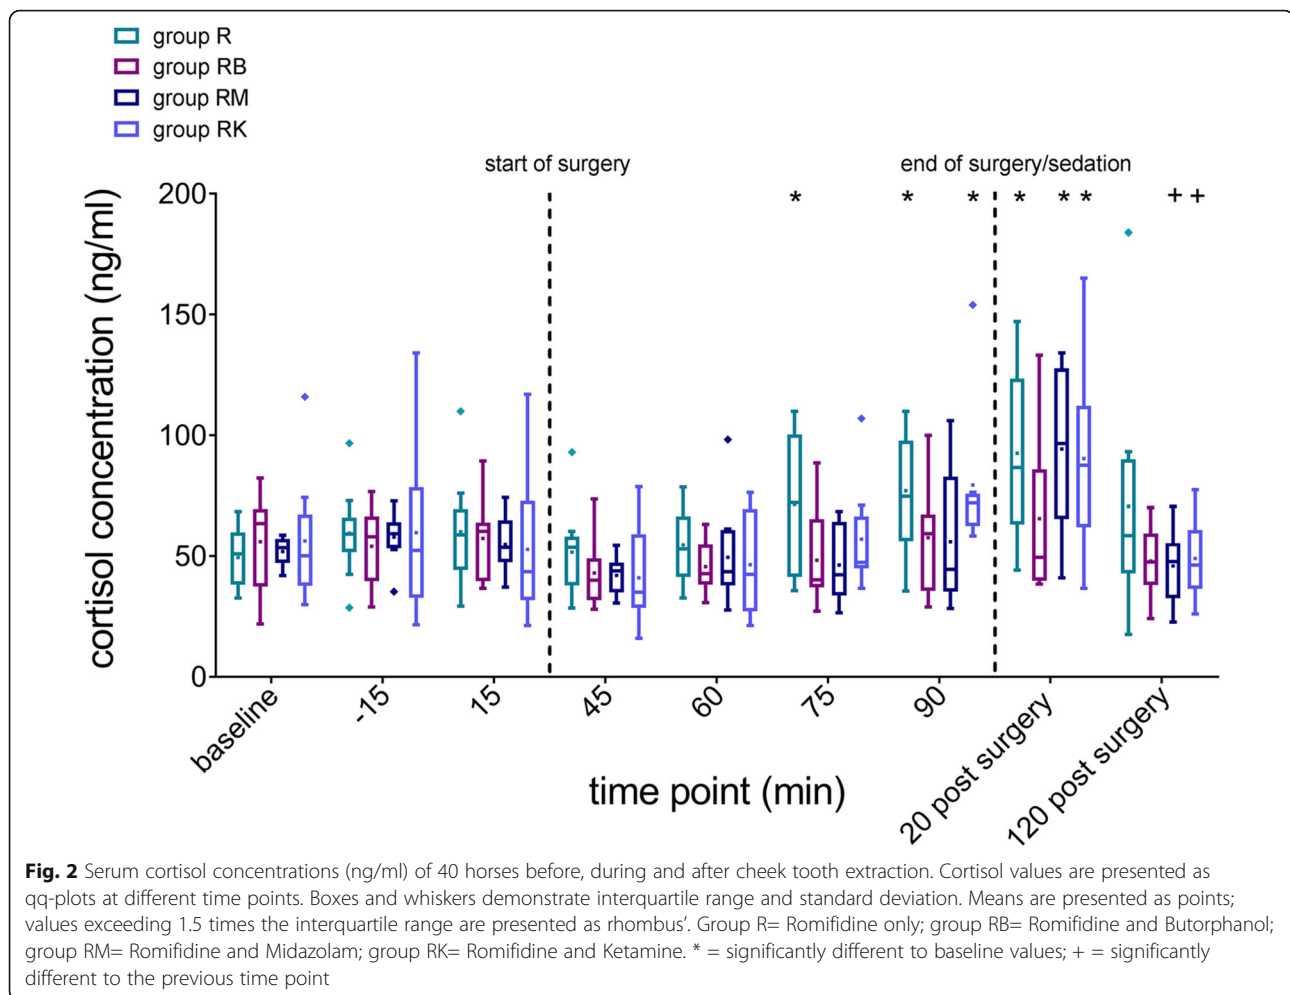 group R
group RB
group RM
group RK
start of surgery
end of surgery/sedation
200
* * * * * * + +
150
100
50
0
cortisol concentration (ng/ml)
baseline
-15
15
45
60
75
90
20 post surgery
120 post surgery
time point (min)
Fig. 2 Serum cortisol concentrations (ng/ml) of 40 horses before, during and after cheek tooth extraction. Cortisol values are presented as
qq-plots at different time points. Boxes and whiskers demonstrate interquartile range and standard deviation. Means are presented as points;
values exceeding 1.5 times the interquartile range are presented as rhombus’. Group R= Romifidine only; group RB= Romifidine and Butorphanol;
group RM= Romifidine and Midazolam; group RK= Romifidine and Ketamine. * = significantly different to baseline values; + = significantly
different to the previous time point